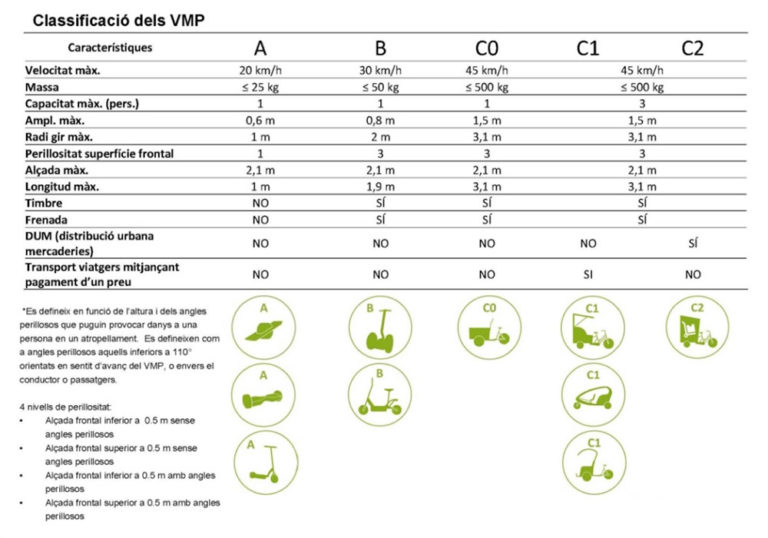 Classificació dels VMP
Característiques A B C0 C1 C2
Velocitat màx. 20 km/h 30 km/h 45 km/h 45 km/h
Massa ≤ 25 kg ≤ 50 kg ≤ 500 kg ≤ 500 kg
Capacitat màx. (pers.) 1 1 1 3
Ampl. màx. 0,6 m 0,8 m 1,5 m 1,5 m
Radi gir màx. 1 m 2 m 3,1 m 3,1 m
Perillositat superfície frontal 1 3 3 3
Alçada màx. 2,1 m 2,1 m 2,1 m 2,1 m
Longitud màx. 1 m 1,9 m 3,1 m 3,1 m
Timbre NO SÍ SÍ SÍ
Frenada NO SÍ SÍ SÍ
DUM (distribució urbana
mercaderies) NO NO NO NO SÍ
Transport viatgers mitjançant
pagament d'un preu NO NO NO SI NO
*Es defineix en funció de l'altura i dels angles
perillosos que puguin provocar danys a una
persona en un atropellament. Es defineixen com
a angles perillosos aquells inferiors a 110°
orientats en sentit d'avanç del VMP, o envers el
conductor o passatgers.
4 nivells de perillositat:
• Alçada frontal inferior a 0.5 m sense
angles perillosos
• Alçada frontal superior a 0.5 m sense
angles perillosos
• Alçada frontal inferior a 0.5 m amb angles
perillosos
• Alçada frontal superior a 0.5 m amb angles
perillosos
A B C0 C1 C2
A B C1
A C1